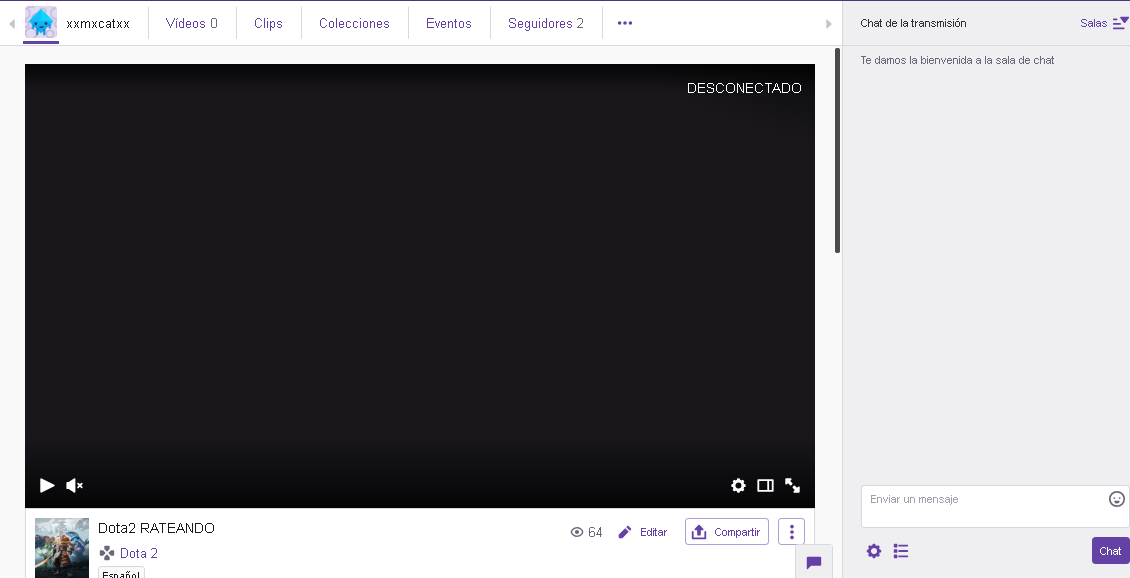 xxmxcatxx Vídeos 0 Clips Colecciones Eventos Seguidores 2 •••
Chat de la transmisión Salas
Te damos la bienvenida a la sala de chat
DESCONECTADO
Enviar un mensaje
Dota2 RATEANDO
64 Editar Compartir
Dota 2
Español
Chat